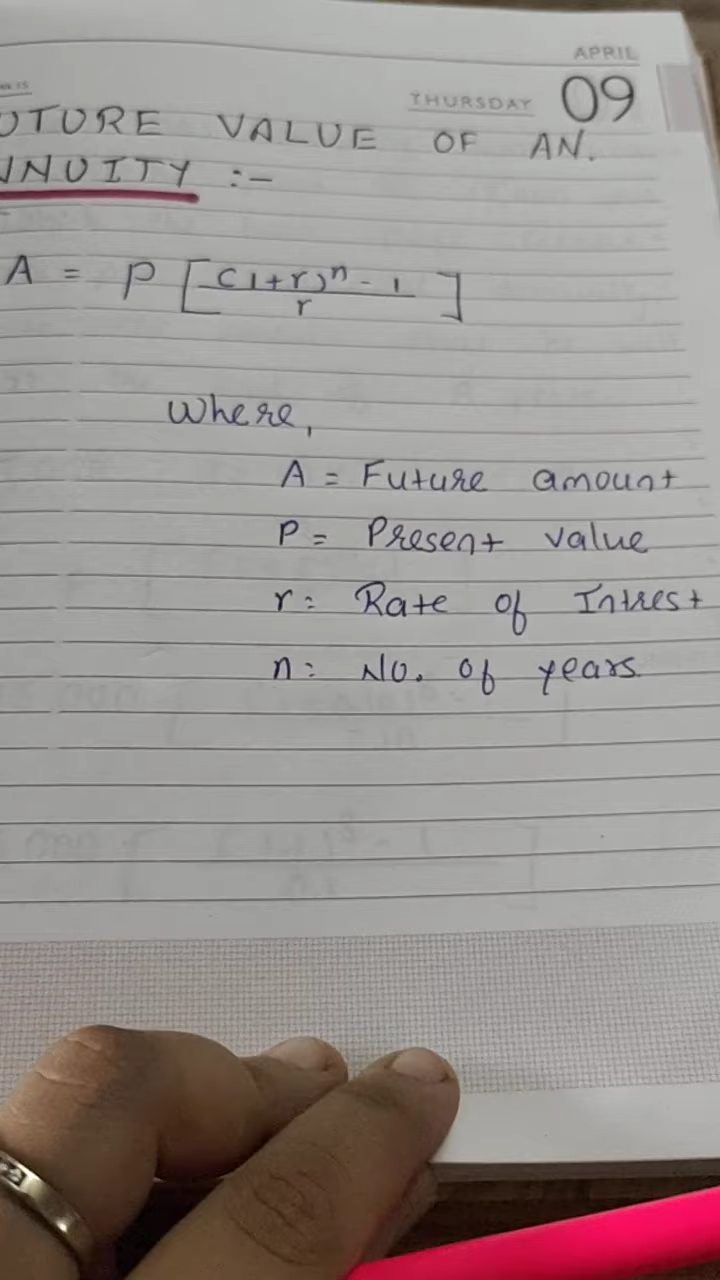 APRIL
THURSDAY 09
UTURE VALUE OF AN.
NUITY :-
A = P [ (1+r)^n - 1 / r ]
Where,
A = Future amount
P = Present value
r = Rate of Intrest
n = No. of years